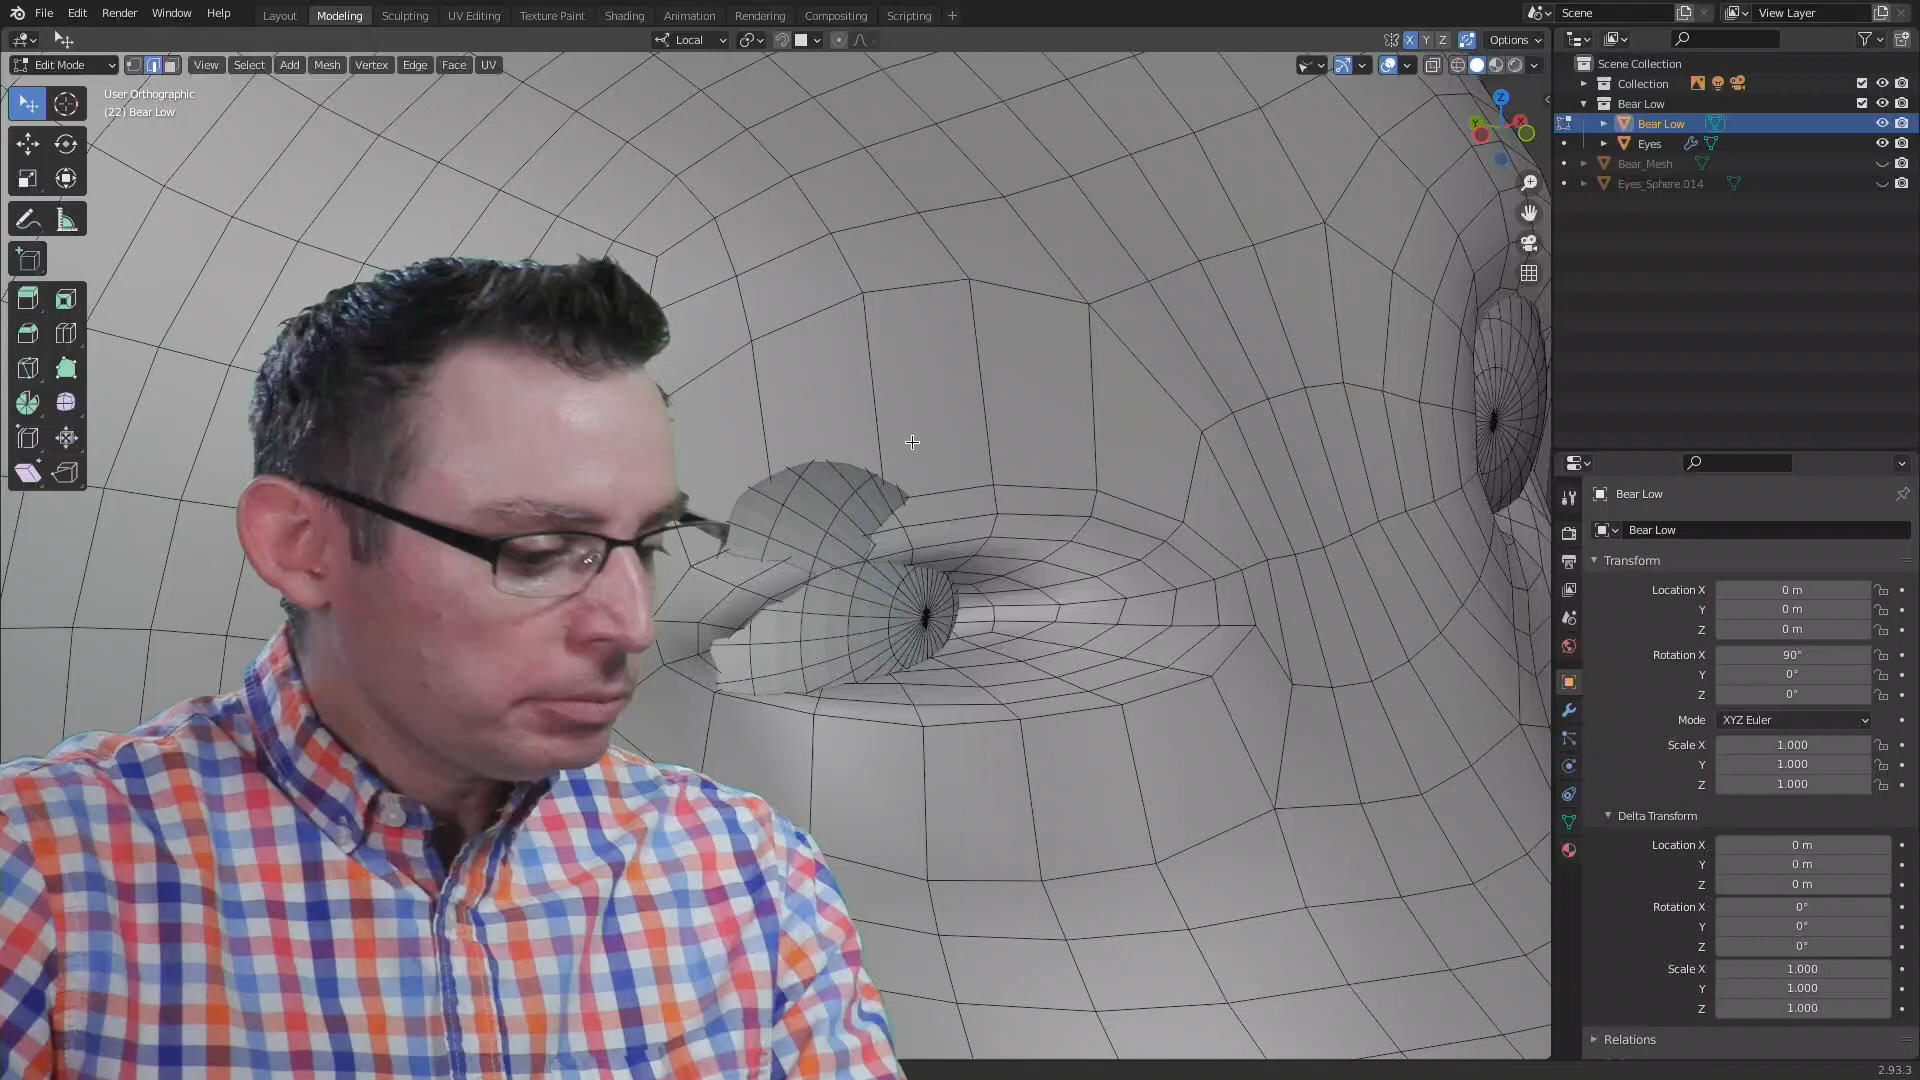 File Edit Render Window Help
Layout Modeling Sculpting UV Editing Texture Paint Shading Animation Rendering Compositing Scripting +
Scene
View Layer
Local
X Y Z
Options
Edit Mode
View Select Add Mesh Vertex Edge Face UV
User Orthographic
(22) Bear Low
Z
Y
X
Scene Collection
Collection
Bear Low
Bear Low
Eyes
Bear_Mesh
Eyes_Sphere.014
Bear Low
Bear Low
Transform
Location X 0 m
Y 0 m
Z 0 m
Rotation X 90°
Y 0°
Z 0°
Mode XYZ Euler
Scale X 1.000
Y 1.000
Z 1.000
Delta Transform
Location X 0 m
Y 0 m
Z 0 m
Rotation X 0°
Y 0°
Z 0°
Scale X 1.000
Y 1.000
Z 1.000
Relations
2.93.3